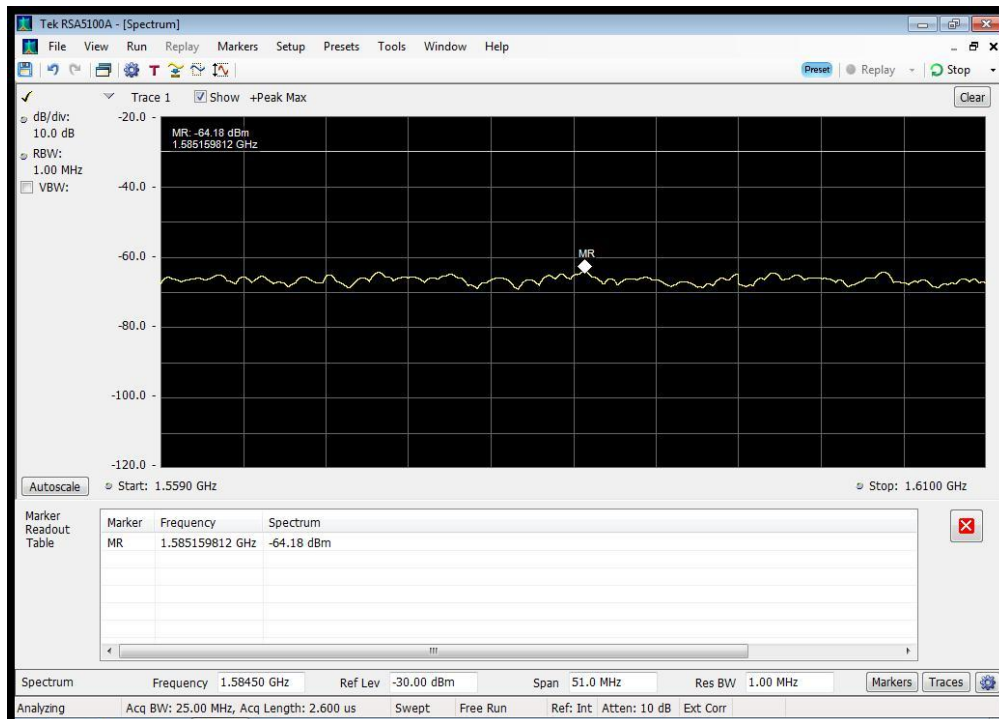 Tek RSA5100A - [Spectrum]
File View Run Replay Markers Setup Presets Tools Window Help
T Preset Replay Stop
Trace 1 Show +Peak Max Clear
dB/div:
10.0 dB
RBW:
1.00 MHz
VBW:
-20.0
-40.0
-60.0
-80.0
-100.0
-120.0
MR: -64.18 dBm
1.585159812 GHz
MR
Autoscale Start: 1.5590 GHz Stop: 1.6100 GHz
Marker
Readout
Table
Marker Frequency Spectrum
MR 1.585159812 GHz -64.18 dBm
Spectrum Frequency 1.58450 GHz Ref Lev -30.00 dBm Span 51.0 MHz Res BW 1.00 MHz Markers Traces
Analyzing Acq BW: 25.00 MHz, Acq Length: 2.600 us Swept Free Run Ref: Int Atten: 10 dB Ext Corr